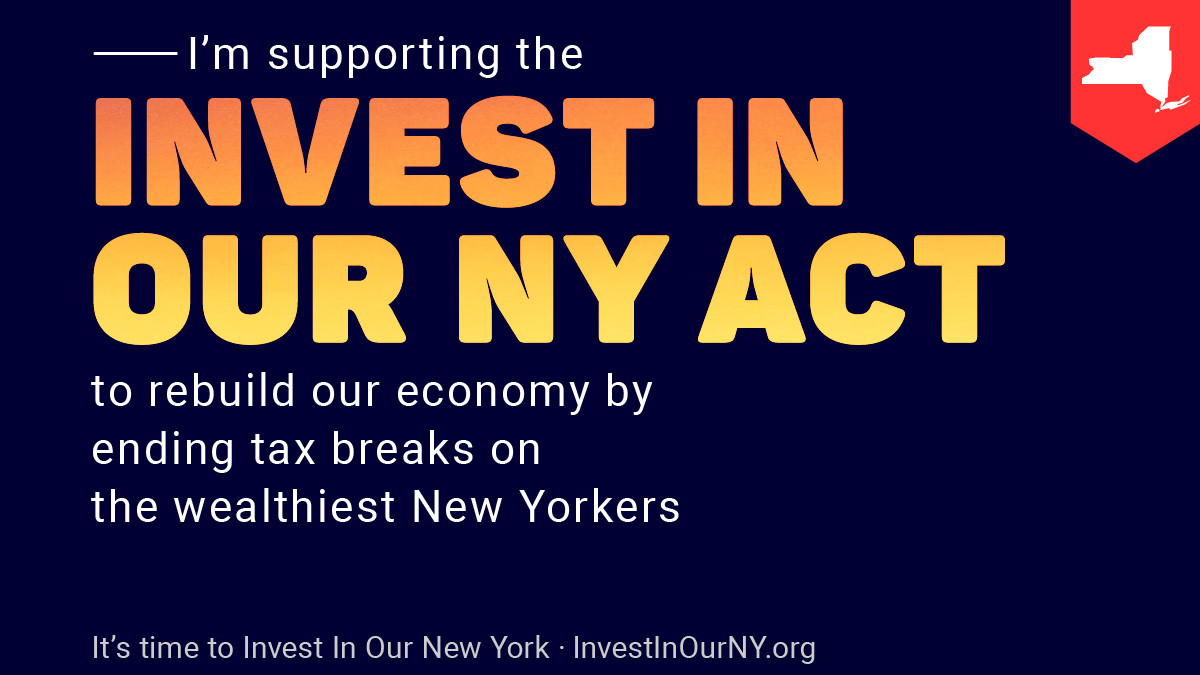 I’m supporting the
INVEST IN
OUR NY ACT
to rebuild our economy by
ending tax breaks on
the wealthiest New Yorkers
It’s time to Invest In Our New York · InvestInOurNY.org